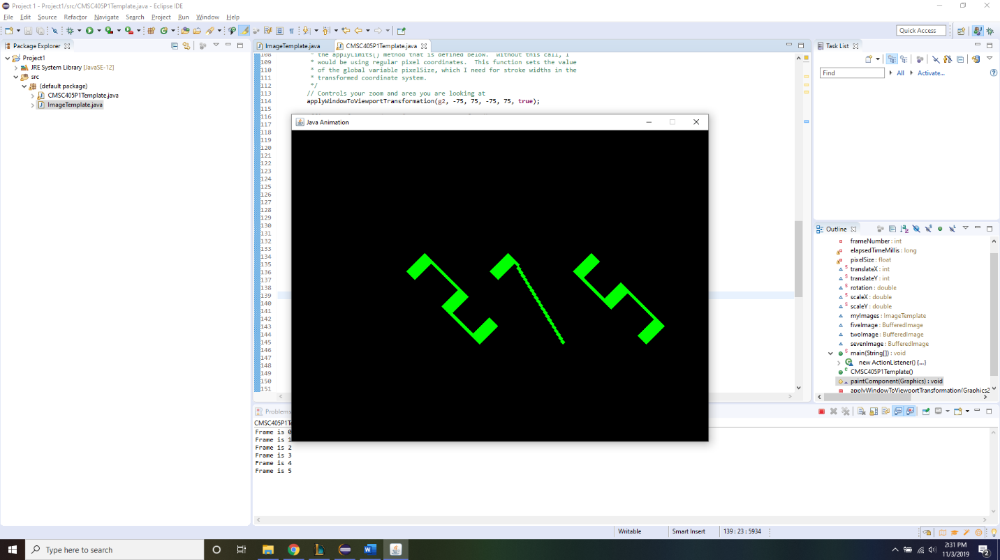 Project 1 - Project1/src/CMSC405P1Template.java - Eclipse IDE
File Edit Source Refactor Navigate Search Project Run Window Help
Quick Access
Package Explorer
Project1
JRE System Library [JavaSE-12]
src
(default package)
CMSC405P1Template.java
ImageTemplate.java
ImageTemplate.java
CMSC405P1Template.java
108 * the applyLimits() method that is defined below. Without this call, I
109 * would be using regular pixel coordinates. This function sets the value
110 * of the global variable pixelSize, which I need for stroke widths in the
111 * transformed coordinate system.
112 */
113 // Controls your zoom and area you are looking at
114 applyWindowToViewportTransformation(g2, -75, 75, -75, 75, true);
115
116
117
118
119
120
121
122
123
124
125
126
127
128
129
130
131
132
133
134
135
136
137
138
139
140
141
142
143
144
145
146
147
148
149
150
151
Java Animation
Task List
Find
All
Activate...
Outline
frameNumber : int
elapsedTimeMillis : long
pixelSize : float
translateX : int
translateY : int
rotation : double
scaleX : double
scaleY : double
myImages : ImageTemplate
fiveImage : BufferedImage
twoImage : BufferedImage
sevenImage : BufferedImage
main(String[]) : void
new ActionListener() {...}
CMSC405P1Template()
paintComponent(Graphics) : void
applyWindowToViewportTransformation(Graphics2
Problems
CMSC405P1T
Frame is 0
Frame is 1
Frame is 2
Frame is 3
Frame is 4
Frame is 5
Writable
Smart Insert
139 : 23 : 5934
Type here to search
2:31 PM
11/3/2019
2